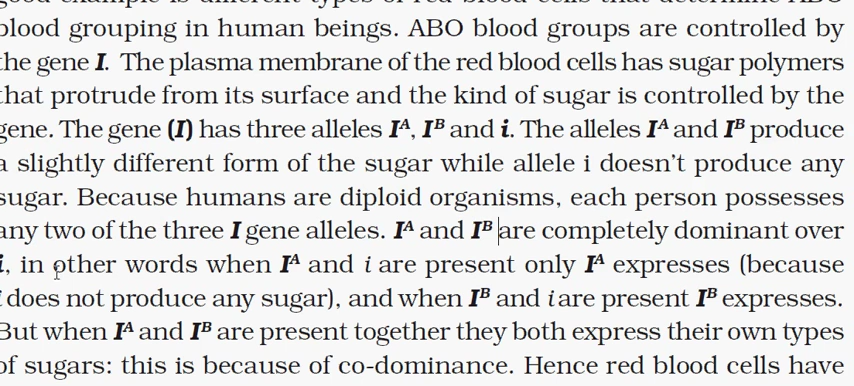 blood grouping in human beings. ABO blood groups are controlled by
the gene I. The plasma membrane of the red blood cells has sugar polymers
that protrude from its surface and the kind of sugar is controlled by the
gene. The gene (I) has three alleles Iᴬ, Iᴮ and i. The alleles Iᴬ and Iᴮ produce
a slightly different form of the sugar while allele i doesn’t produce any
sugar. Because humans are diploid organisms, each person possesses
any two of the three I gene alleles. Iᴬ and Iᴮ are completely dominant over
i, in other words when Iᴬ and i are present only Iᴬ expresses (because
i does not produce any sugar), and when Iᴮ and i are present Iᴮ expresses.
But when Iᴬ and Iᴮ are present together they both express their own types
of sugars: this is because of co-dominance. Hence red blood cells have